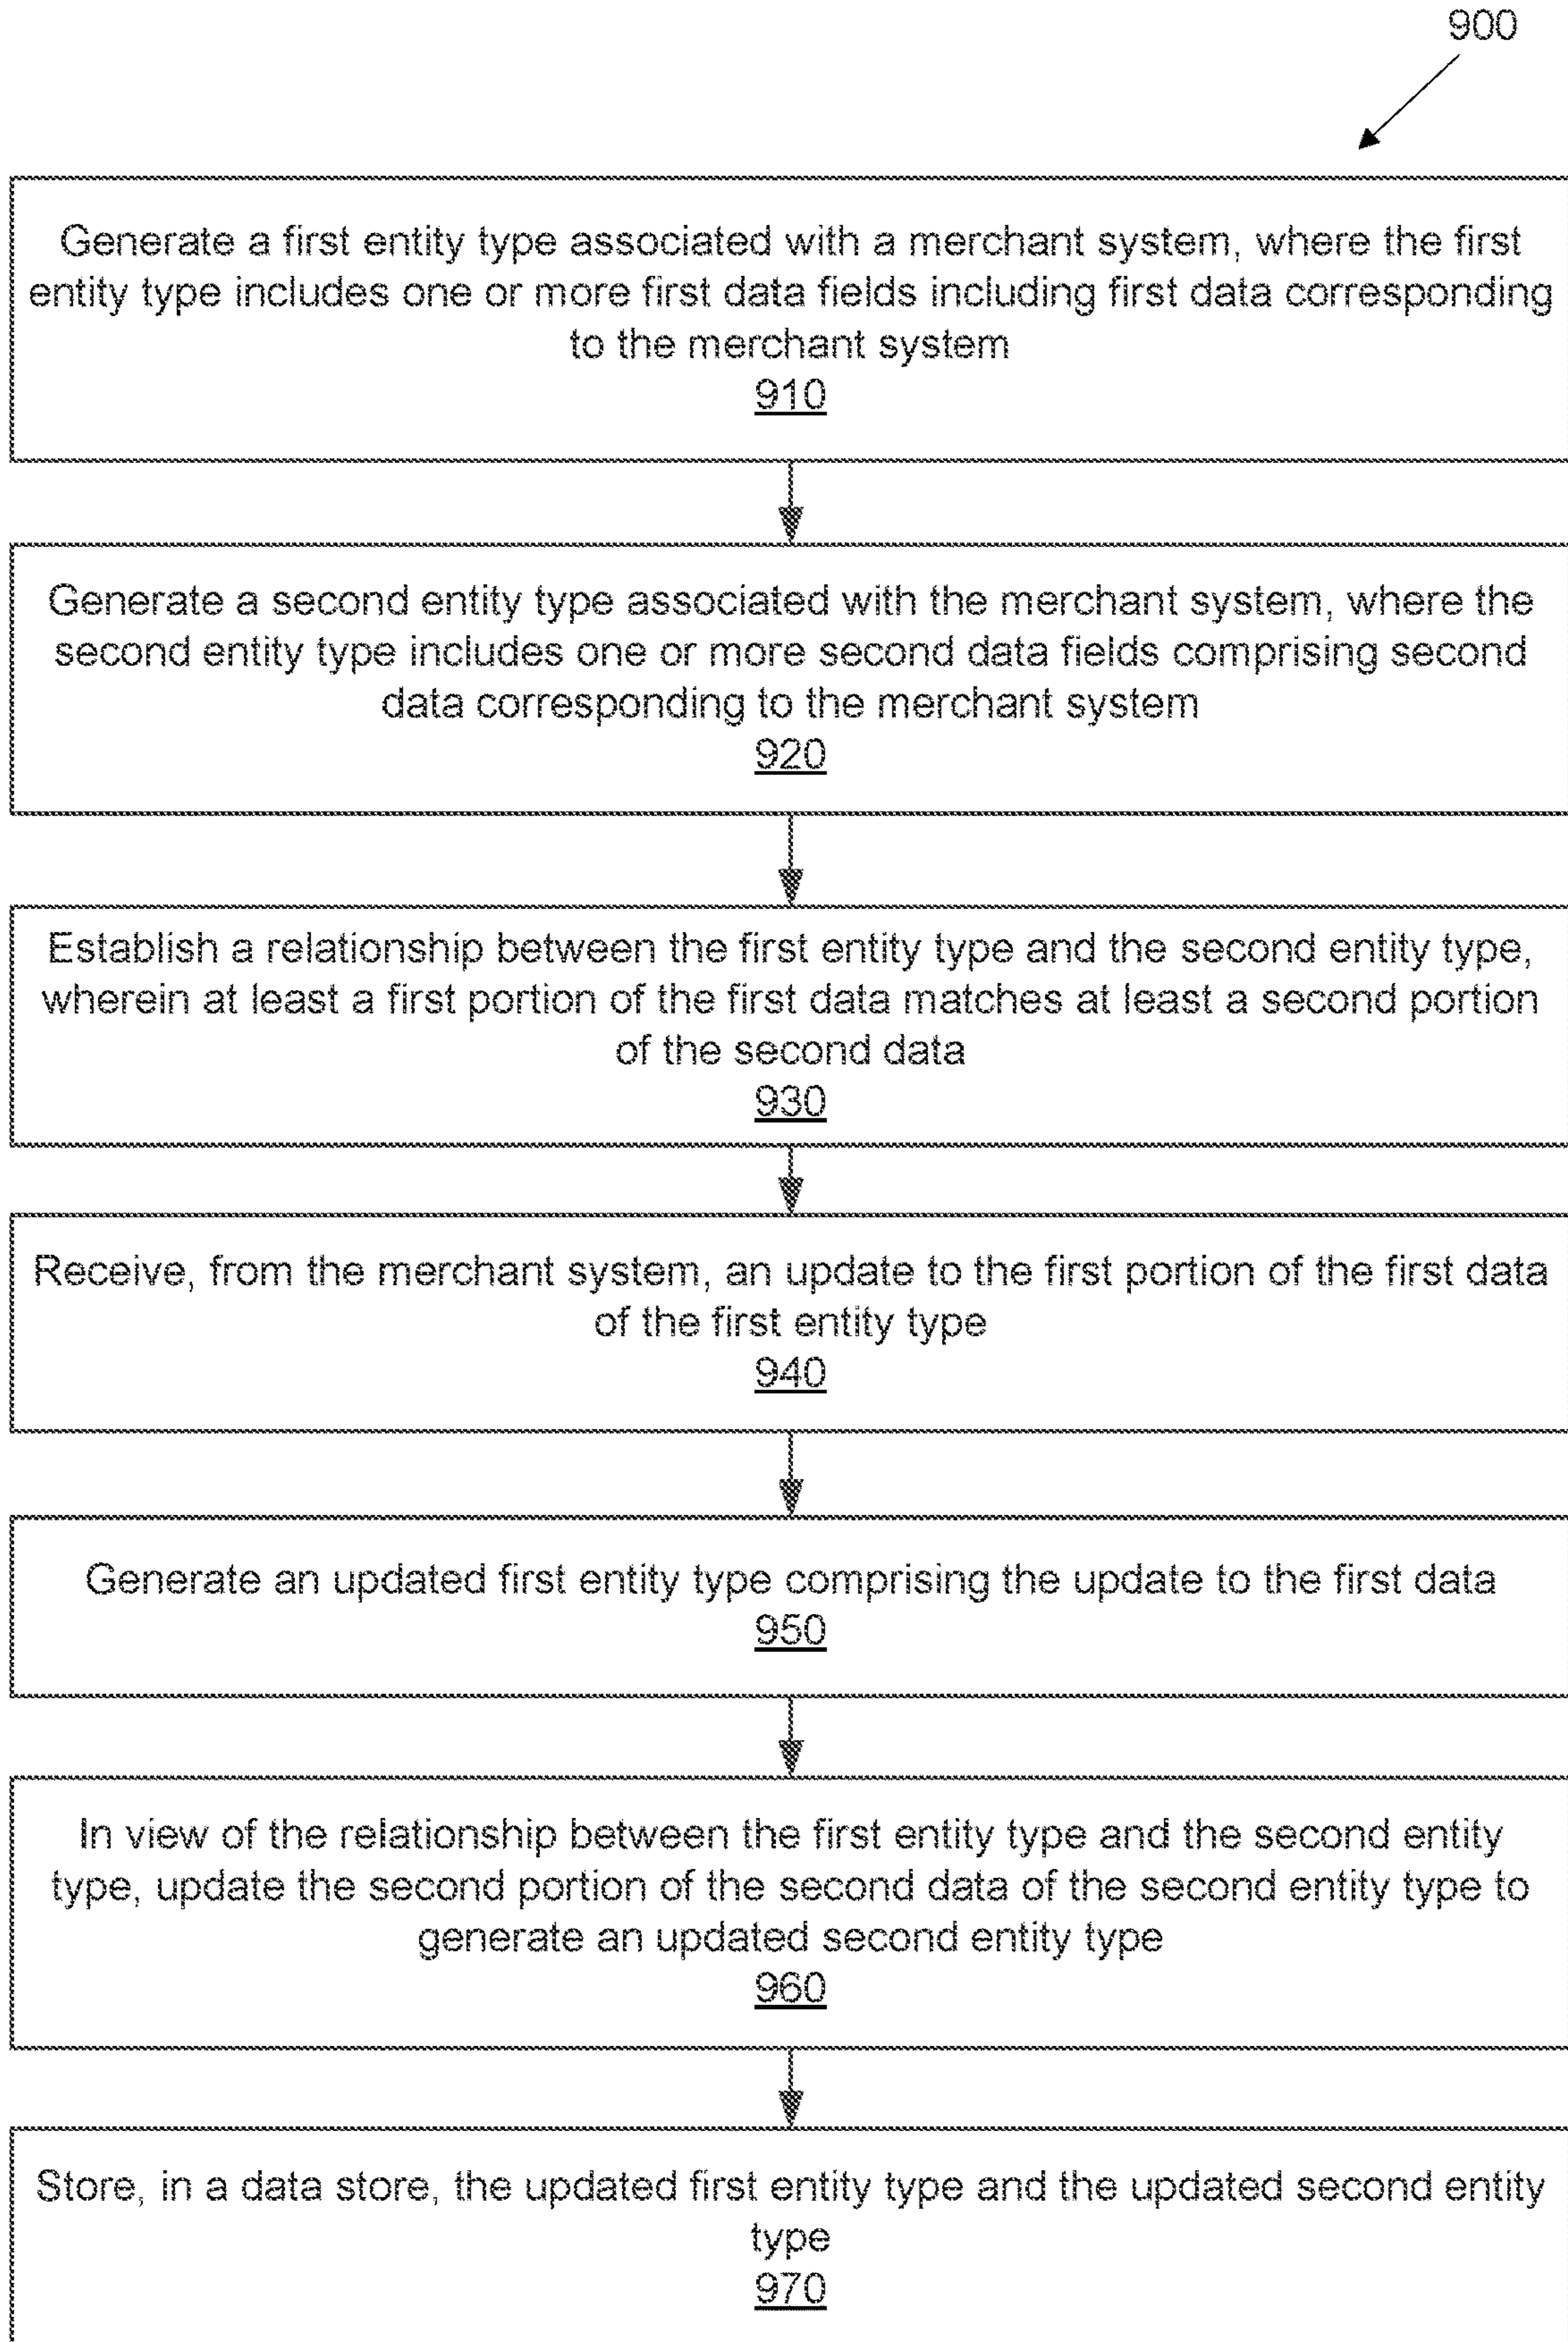 900
Generate a first entity type associated with a merchant system, where the first
entity type includes one or more first data fields including first data corresponding
to the merchant system
910
Generate a second entity type associated with the merchant system, where the
second entity type includes one or more second data fields comprising second
data corresponding to the merchant system
920
Establish a relationship between the first entity type and the second entity type,
wherein at least a first portion of the first data matches at least a second portion
of the second data
930
Receive, from the merchant system, an update to the first portion of the first data
of the first entity type
940
Generate an updated first entity type comprising the update to the first data
950
In view of the relationship between the first entity type and the second entity
type, update the second portion of the second data of the second entity type to
generate an updated second entity type
960
Store, in a data store, the updated first entity type and the updated second entity
type
970